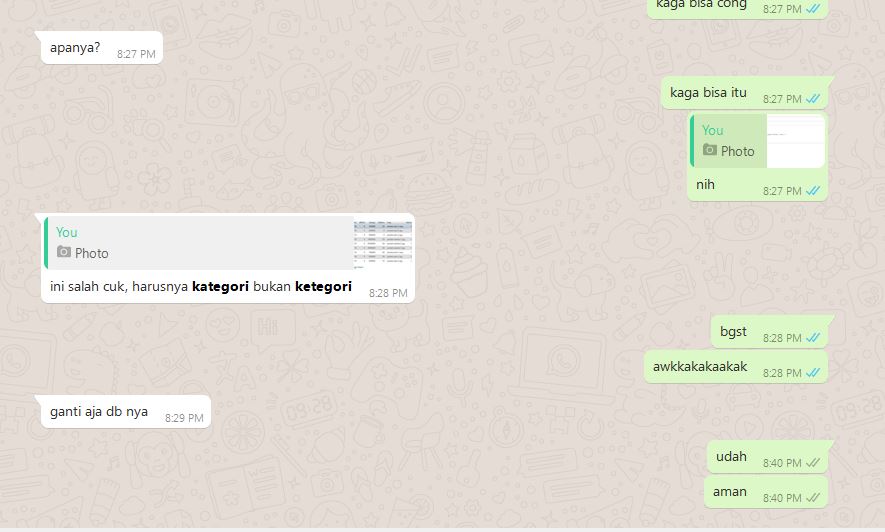 kaga bisa cong 8:27 PM
apanya? 8:27 PM
kaga bisa itu 8:27 PM
You
Photo
nih 8:27 PM
You
Photo
ini salah cuk, harusnya kategori bukan ketegori 8:28 PM
bgst 8:28 PM
awkkakakaakak 8:28 PM
ganti aja db nya 8:29 PM
udah 8:40 PM
aman 8:40 PM